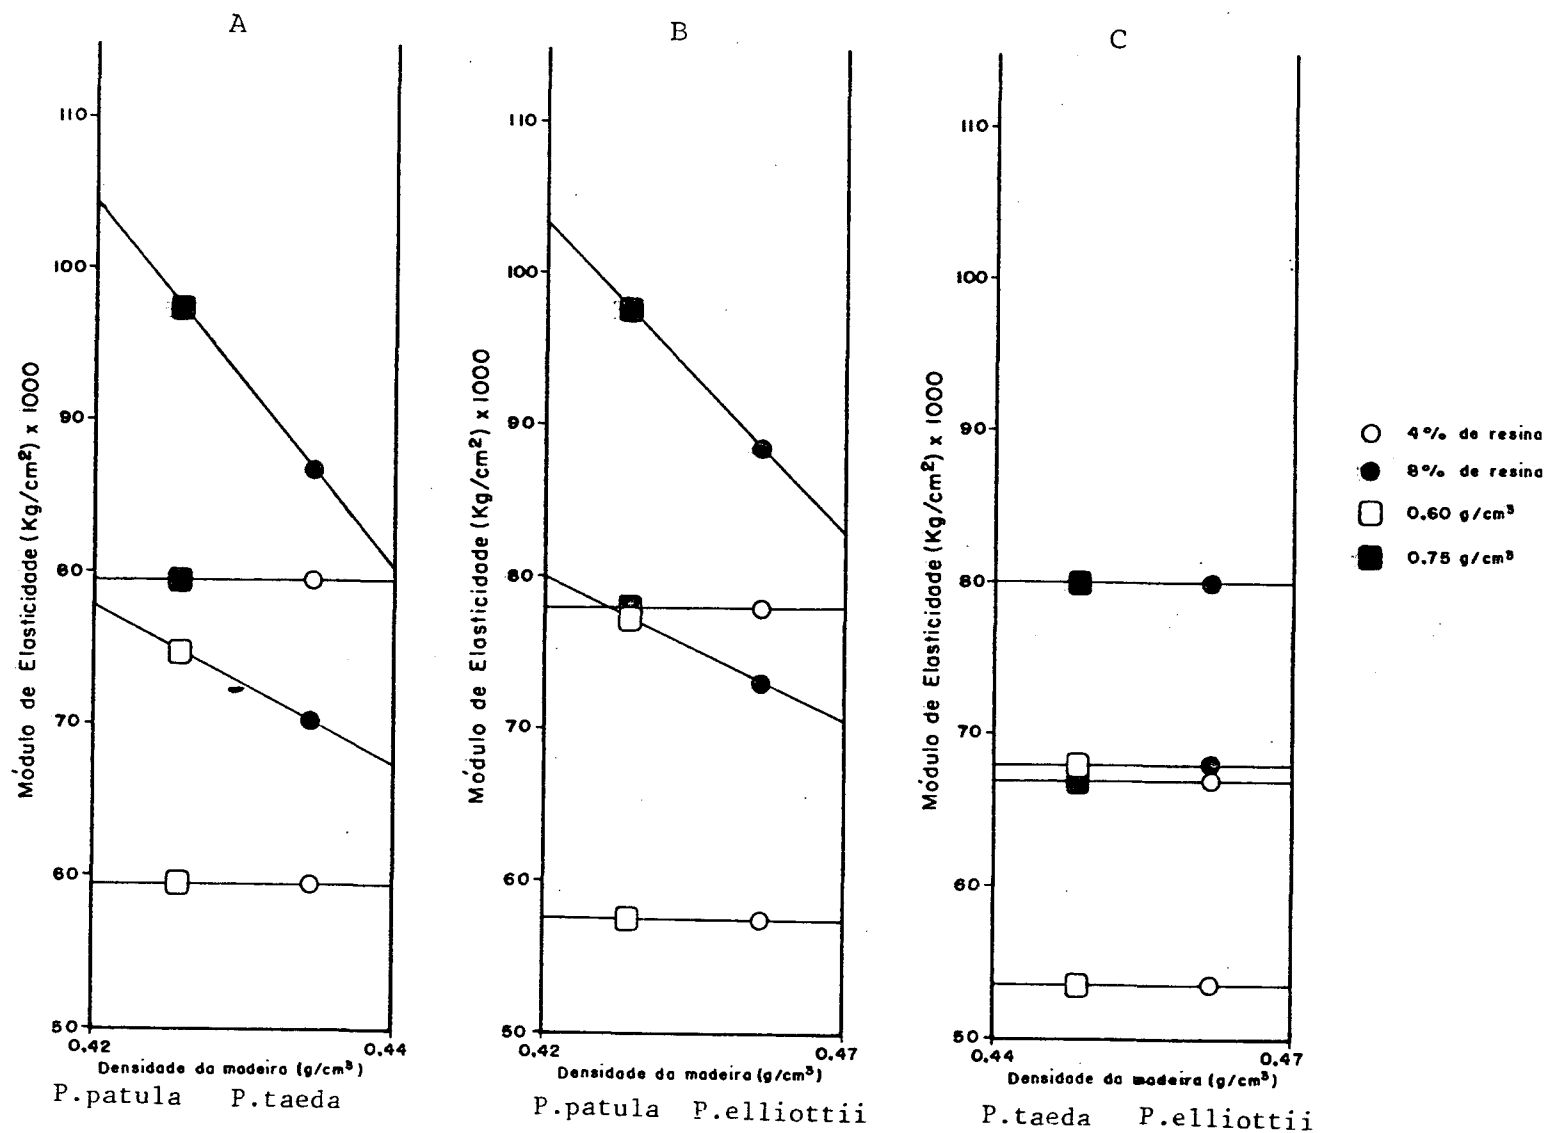 A
110
100
90
80
70
60
50
0.42
0.44
Módulo de Elasticidade (Kg/cm²) x 1000
Densidade da madeira (g/cm³)
P.patula P.taeda
B
110
100
90
80
70
60
50
0.42
0.47
Módulo de Elasticidade (Kg/cm²) x 1000
Densidade da madeira (g/cm³)
P.patula P.elliottii
C
110
100
90
80
70
60
50
0.44
0.47
Módulo de Elasticidade (Kg/cm²) x 1000
Densidade da madeira (g/cm³)
P.taeda P.elliottii
4% de resina
8% de resina
0.60 g/cm³
0.75 g/cm³